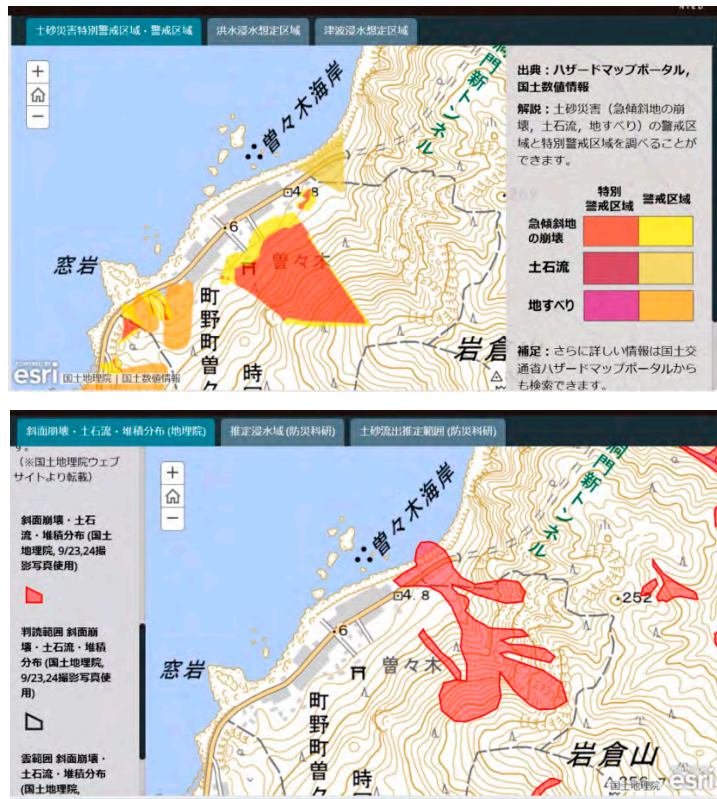 土砂災害特別警戒区域・警戒区域
洪水浸水想定区域
津波浸水想定区域
+
−
曽々木海岸
洞門新トンネル
4.8
・6
窓岩
曽々木
町野町曽々
時
岩倉
POWERED BY
esri
国土地理院 | 国土数値情報
出典：ハザードマップポータル，
国土数値情報
解説：土砂災害（急傾斜地の崩
壊，土石流，地すべり）の警戒区
域と特別警戒区域を調べることが
できます。
特別
警戒区域
警戒区域
急傾斜地
の崩壊
土石流
地すべり
補足：さらに詳しい情報は国土交
通省ハザードマップポータルから
も検索できます。
斜面崩壊・土石流・堆積分布 (地理院)
推定浸水域 (防災科研)
土砂流出推定範囲 (防災科研)
す。
（※国土地理院ウェブ
サイトより転載）
斜面崩壊・土石
流・堆積分布 (国土
地理院, 9/23,24撮
影写真使用)
判読範囲 斜面崩
壊・土石流・堆積
分布 (国土地理院,
9/23,24撮影写真使
用)
雲範囲 斜面崩壊・
土石流・堆積分布
(国土地理院,
+
−
曽々木海岸
洞門新トンネル
4.8
・252
・6
窓岩
曽々木
町野町曽
時
岩倉山
国土地理院
esri